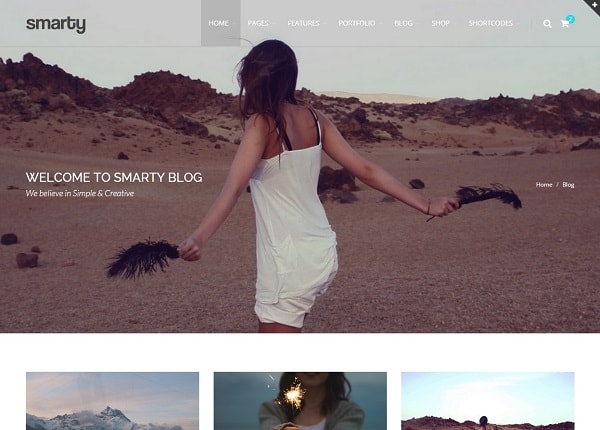 smarty
HOME PAGES FEATURES PORTFOLIO BLOG SHOP SHORTCODES
2
WELCOME TO SMARTY BLOG
We believe in Simple & Creative
Home / Blog